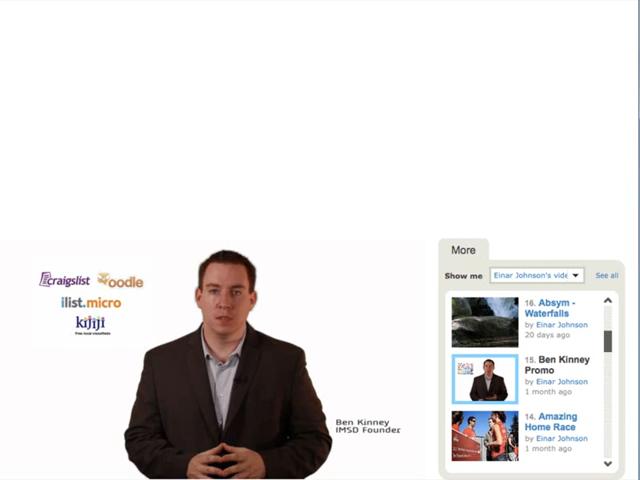 craigslist oodle
ilist.micro
kijiji
free local classifieds
Ben Kinney
IMSD Founder
More
Show me Einar Johnson's vide See all
16. Absym -
Waterfalls
by Einar Johnson
20 days ago
15. Ben Kinney
Promo
by Einar Johnson
1 month ago
14. Amazing
Home Race
by Einar Johnson
1 month ago